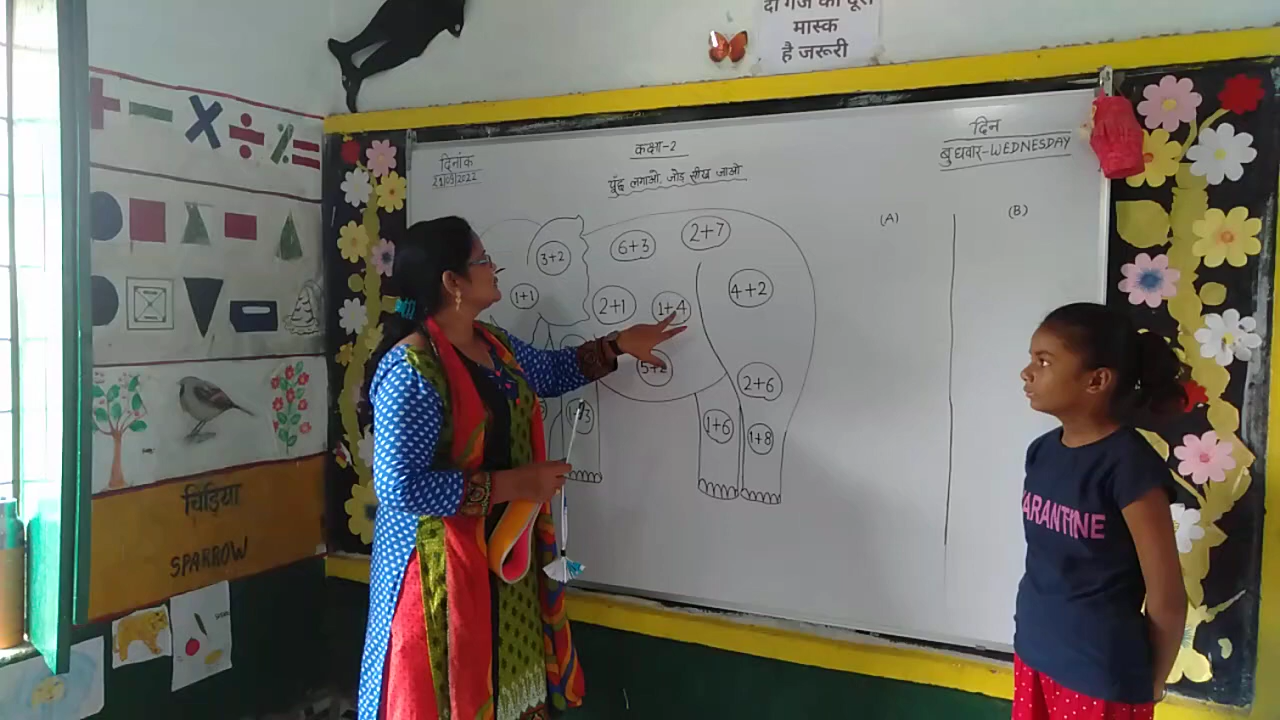 दो गज की दूरी
मास्क
है जरूरी
दिनांक
कक्षा-2
दिन
बुधवार-WEDNESDAY
पूँछ लगाओ, जोड़ सीख जाओ
(A)
(B)
3+2
6+3
2+7
1+1
2+1
1+4
4+2
5+2
2+6
1+6
1+8
चिड़िया
SPARROW
ARANTINE